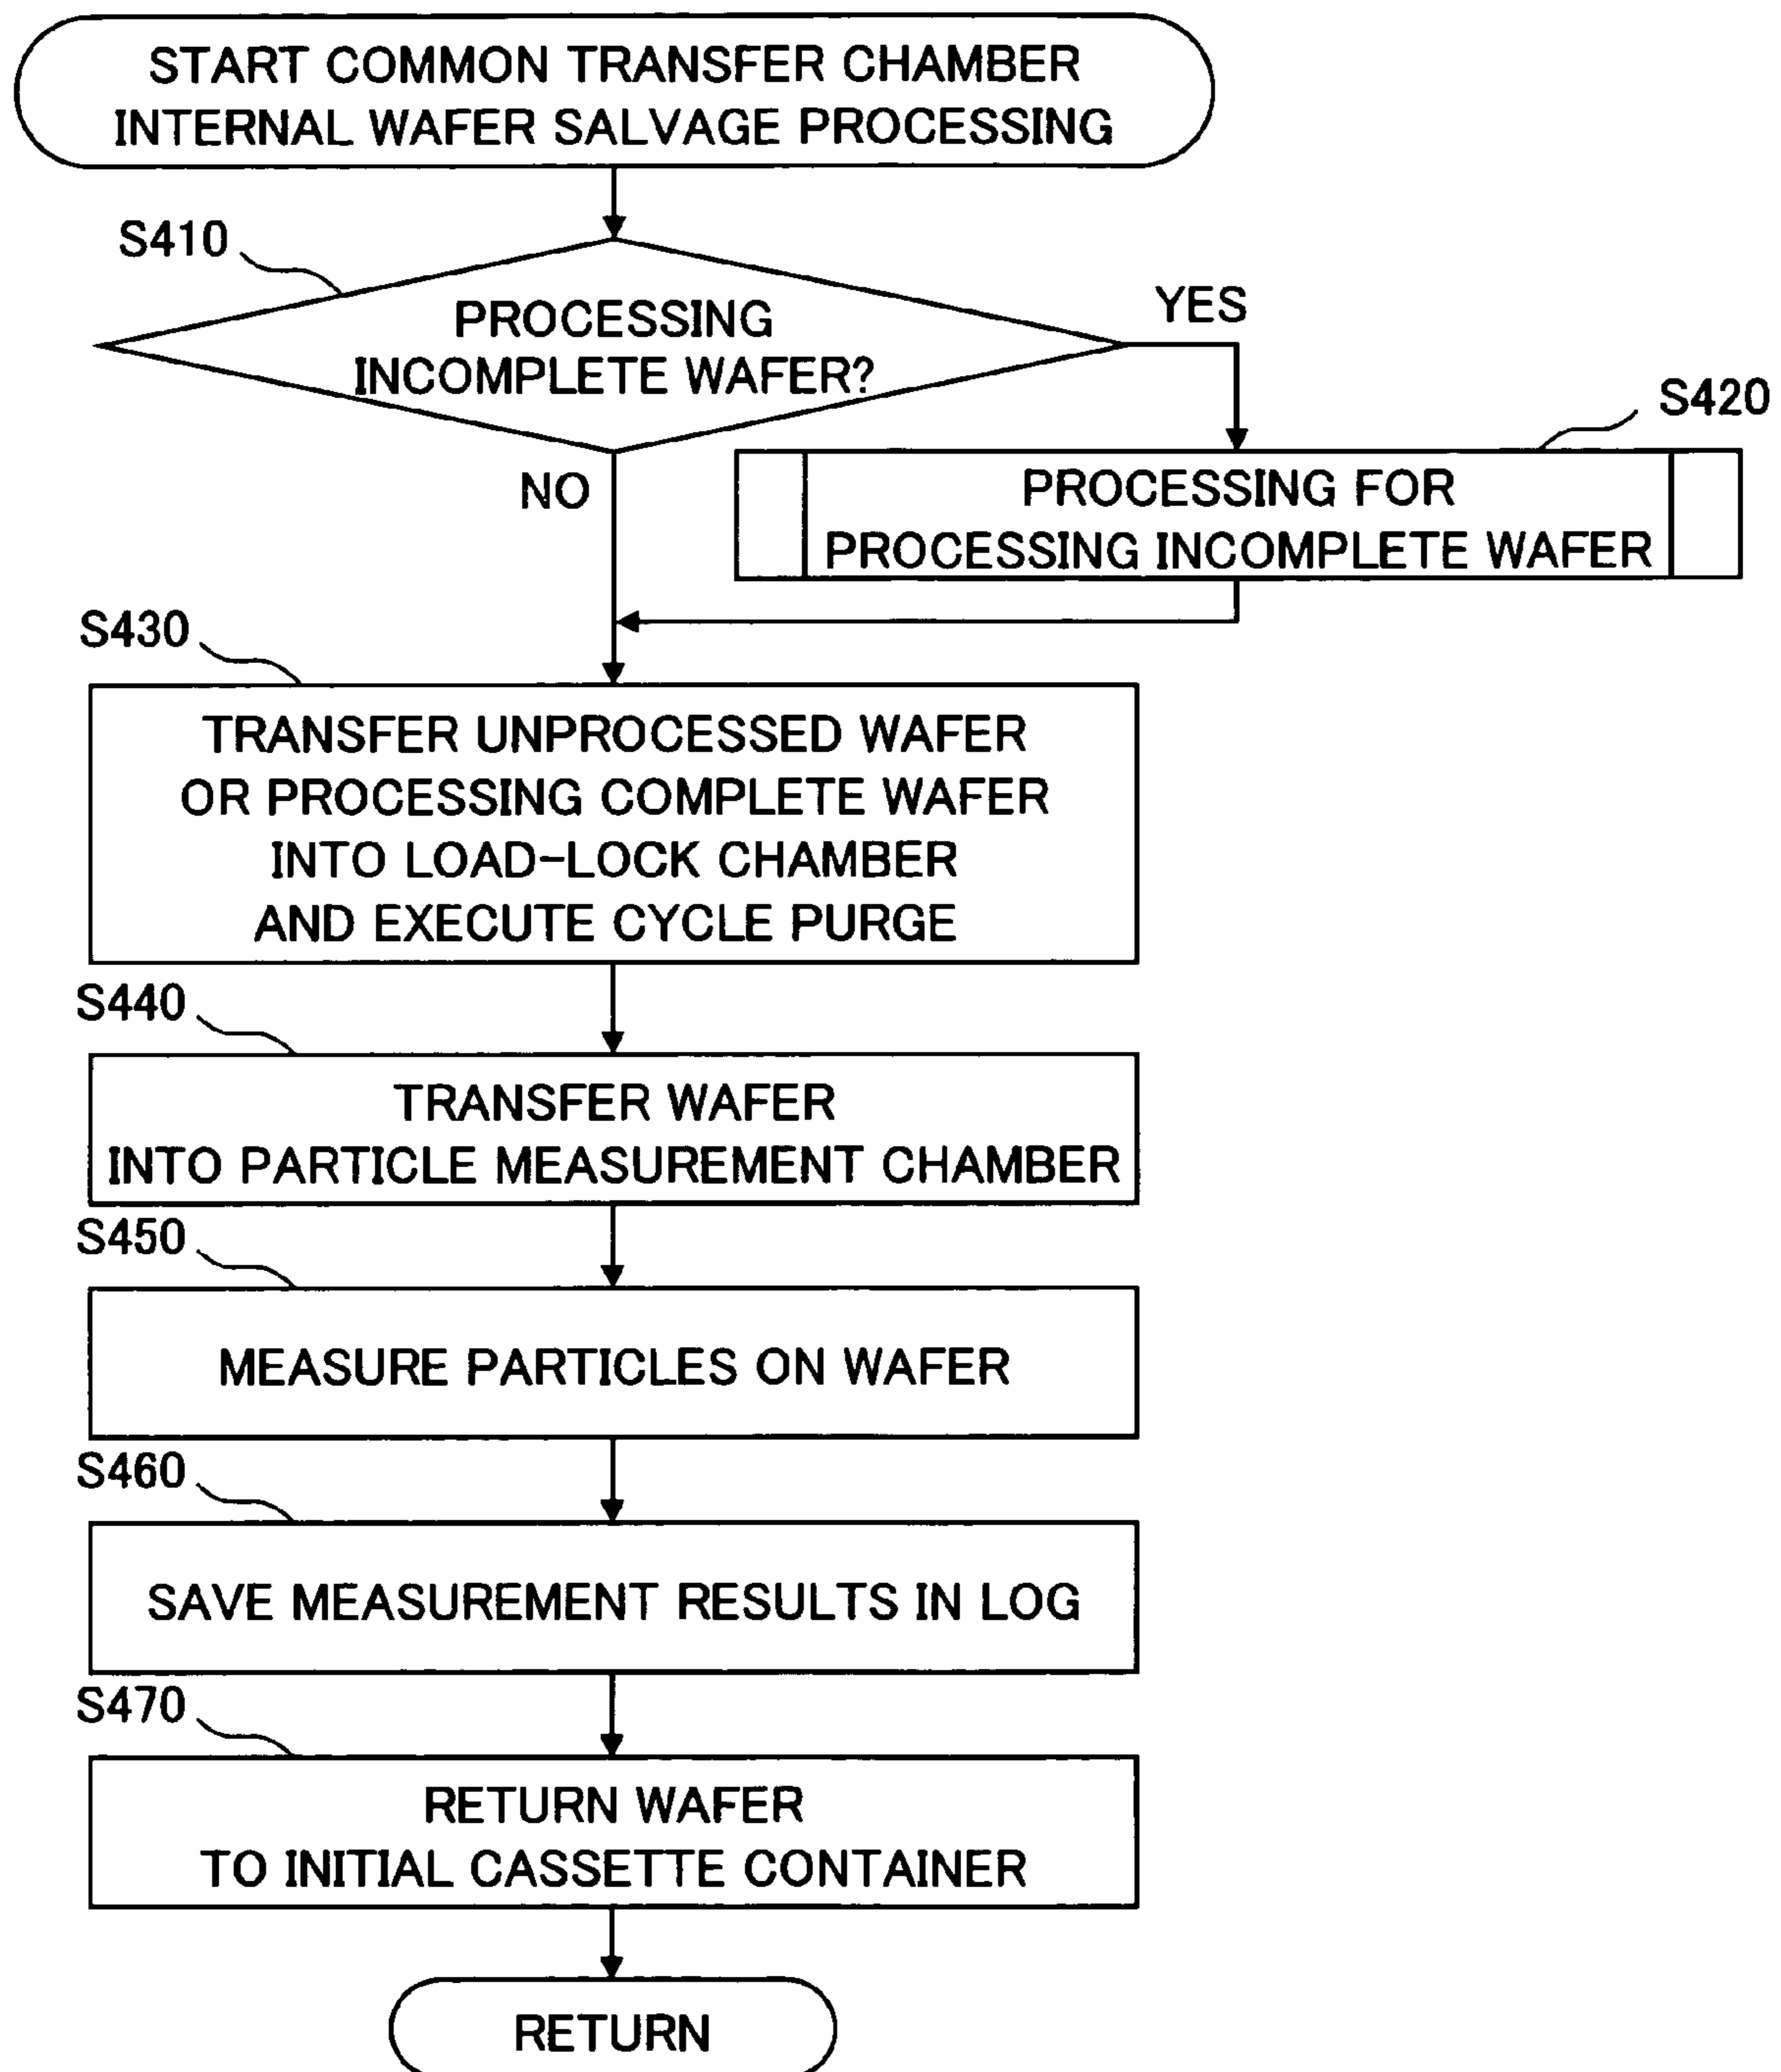 START COMMON TRANSFER CHAMBER
INTERNAL WAFER SALVAGE PROCESSING
S410
PROCESSING
INCOMPLETE WAFER?
YES
NO
S420
PROCESSING FOR
PROCESSING INCOMPLETE WAFER
S430
TRANSFER UNPROCESSED WAFER
OR PROCESSING COMPLETE WAFER
INTO LOAD-LOCK CHAMBER
AND EXECUTE CYCLE PURGE
S440
TRANSFER WAFER
INTO PARTICLE MEASUREMENT CHAMBER
S450
MEASURE PARTICLES ON WAFER
S460
SAVE MEASUREMENT RESULTS IN LOG
S470
RETURN WAFER
TO INITIAL CASSETTE CONTAINER
RETURN